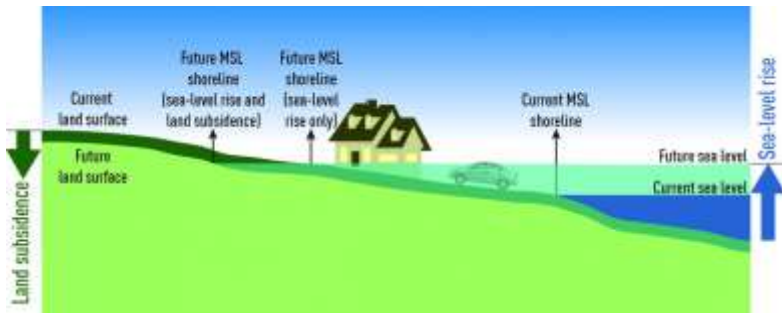 Future MSL
shoreline
(sea-level rise and
land subsidence)
Future MSL
shoreline
(sea-level
rise only)
Current
land surface
Current MSL
shoreline
Future
land surface
Future sea level
Current sea level
Land subsidence
Sea-level rise